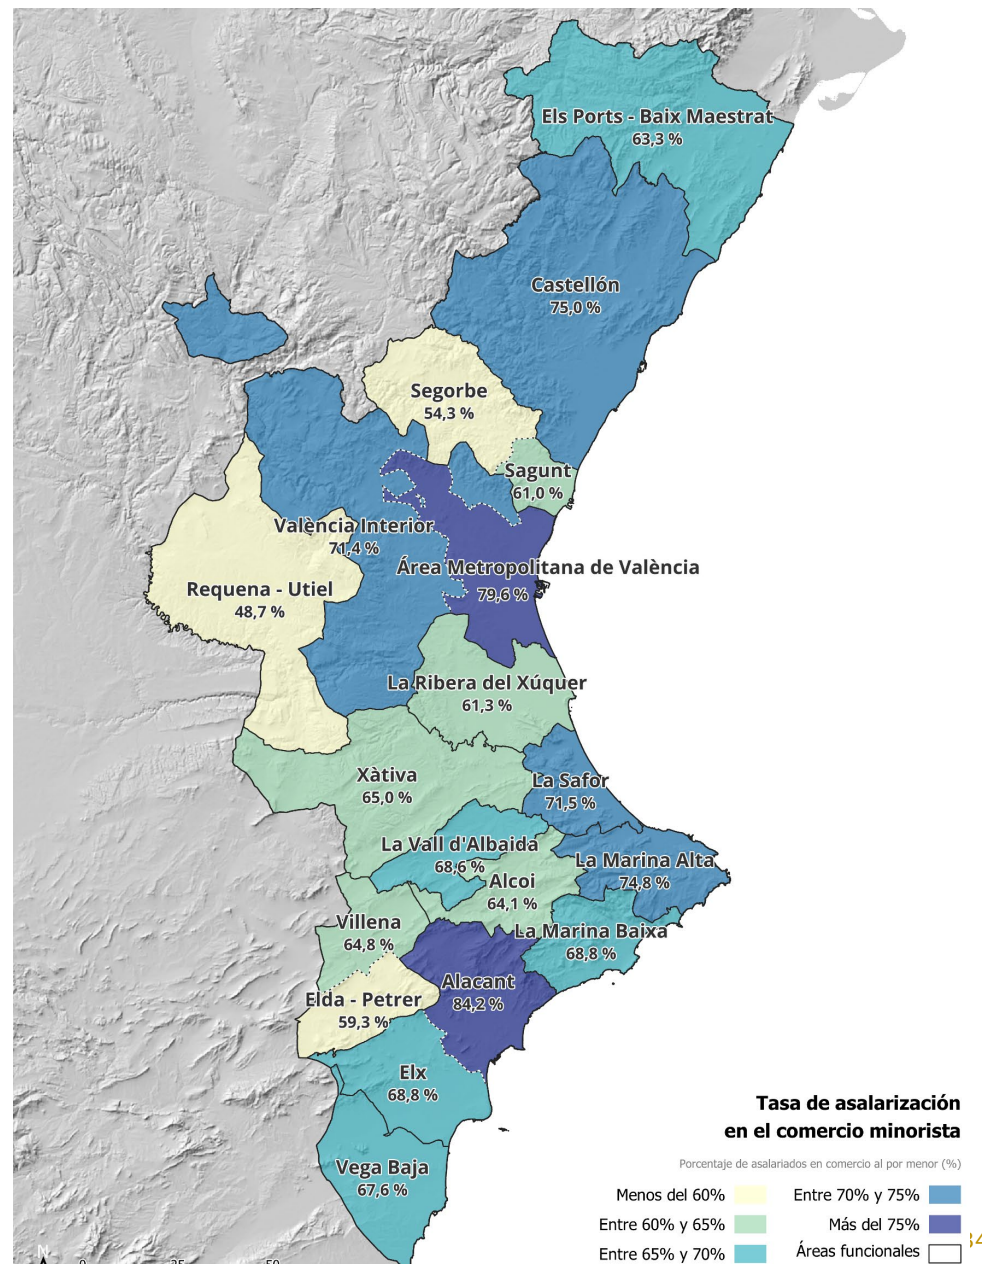 Els Ports - Baix Maestrat
63,3 %
Castellón
75,0 %
Segorbe
54,3 %
Sagunt
61,0 %
València Interior
71,4 %
Área Metropolitana de València
79,6 %
Requena - Utiel
48,7 %
La Ribera del Xúquer
61,3 %
Xàtiva
65,0 %
La Safor
71,5 %
La Vall d'Albaida
68,6 %
La Marina Alta
74,8 %
Alcoi
64,1 %
Villena
64,8 %
La Marina Baixa
68,8 %
Alacant
84,2 %
Elda - Petrer
59,3 %
Elx
68,8 %
Vega Baja
67,6 %
Tasa de asalarización
en el comercio minorista
Porcentaje de asalariados en comercio al por menor (%)
Menos del 60%
Entre 60% y 65%
Entre 65% y 70%
Entre 70% y 75%
Más del 75%
Áreas funcionales